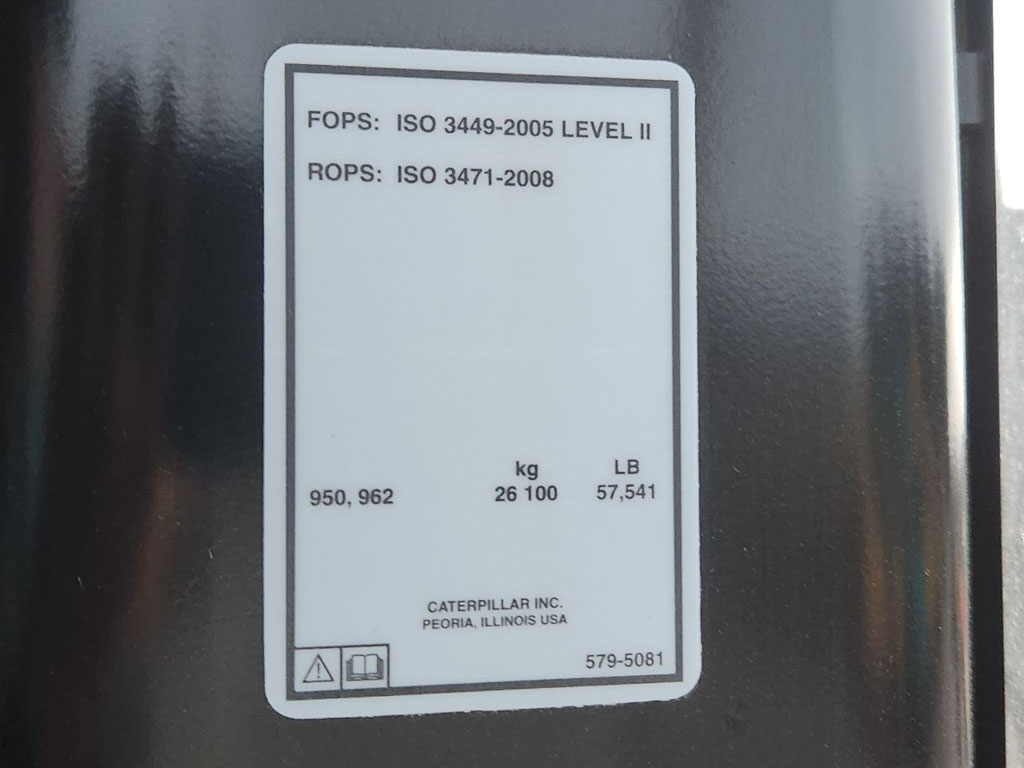 FOPS: ISO 3449-2005 LEVEL II
ROPS: ISO 3471-2008
kg LB
950, 962 26 100 57,541
CATERPILLAR INC.
PEORIA, ILLINOIS USA
579-5081